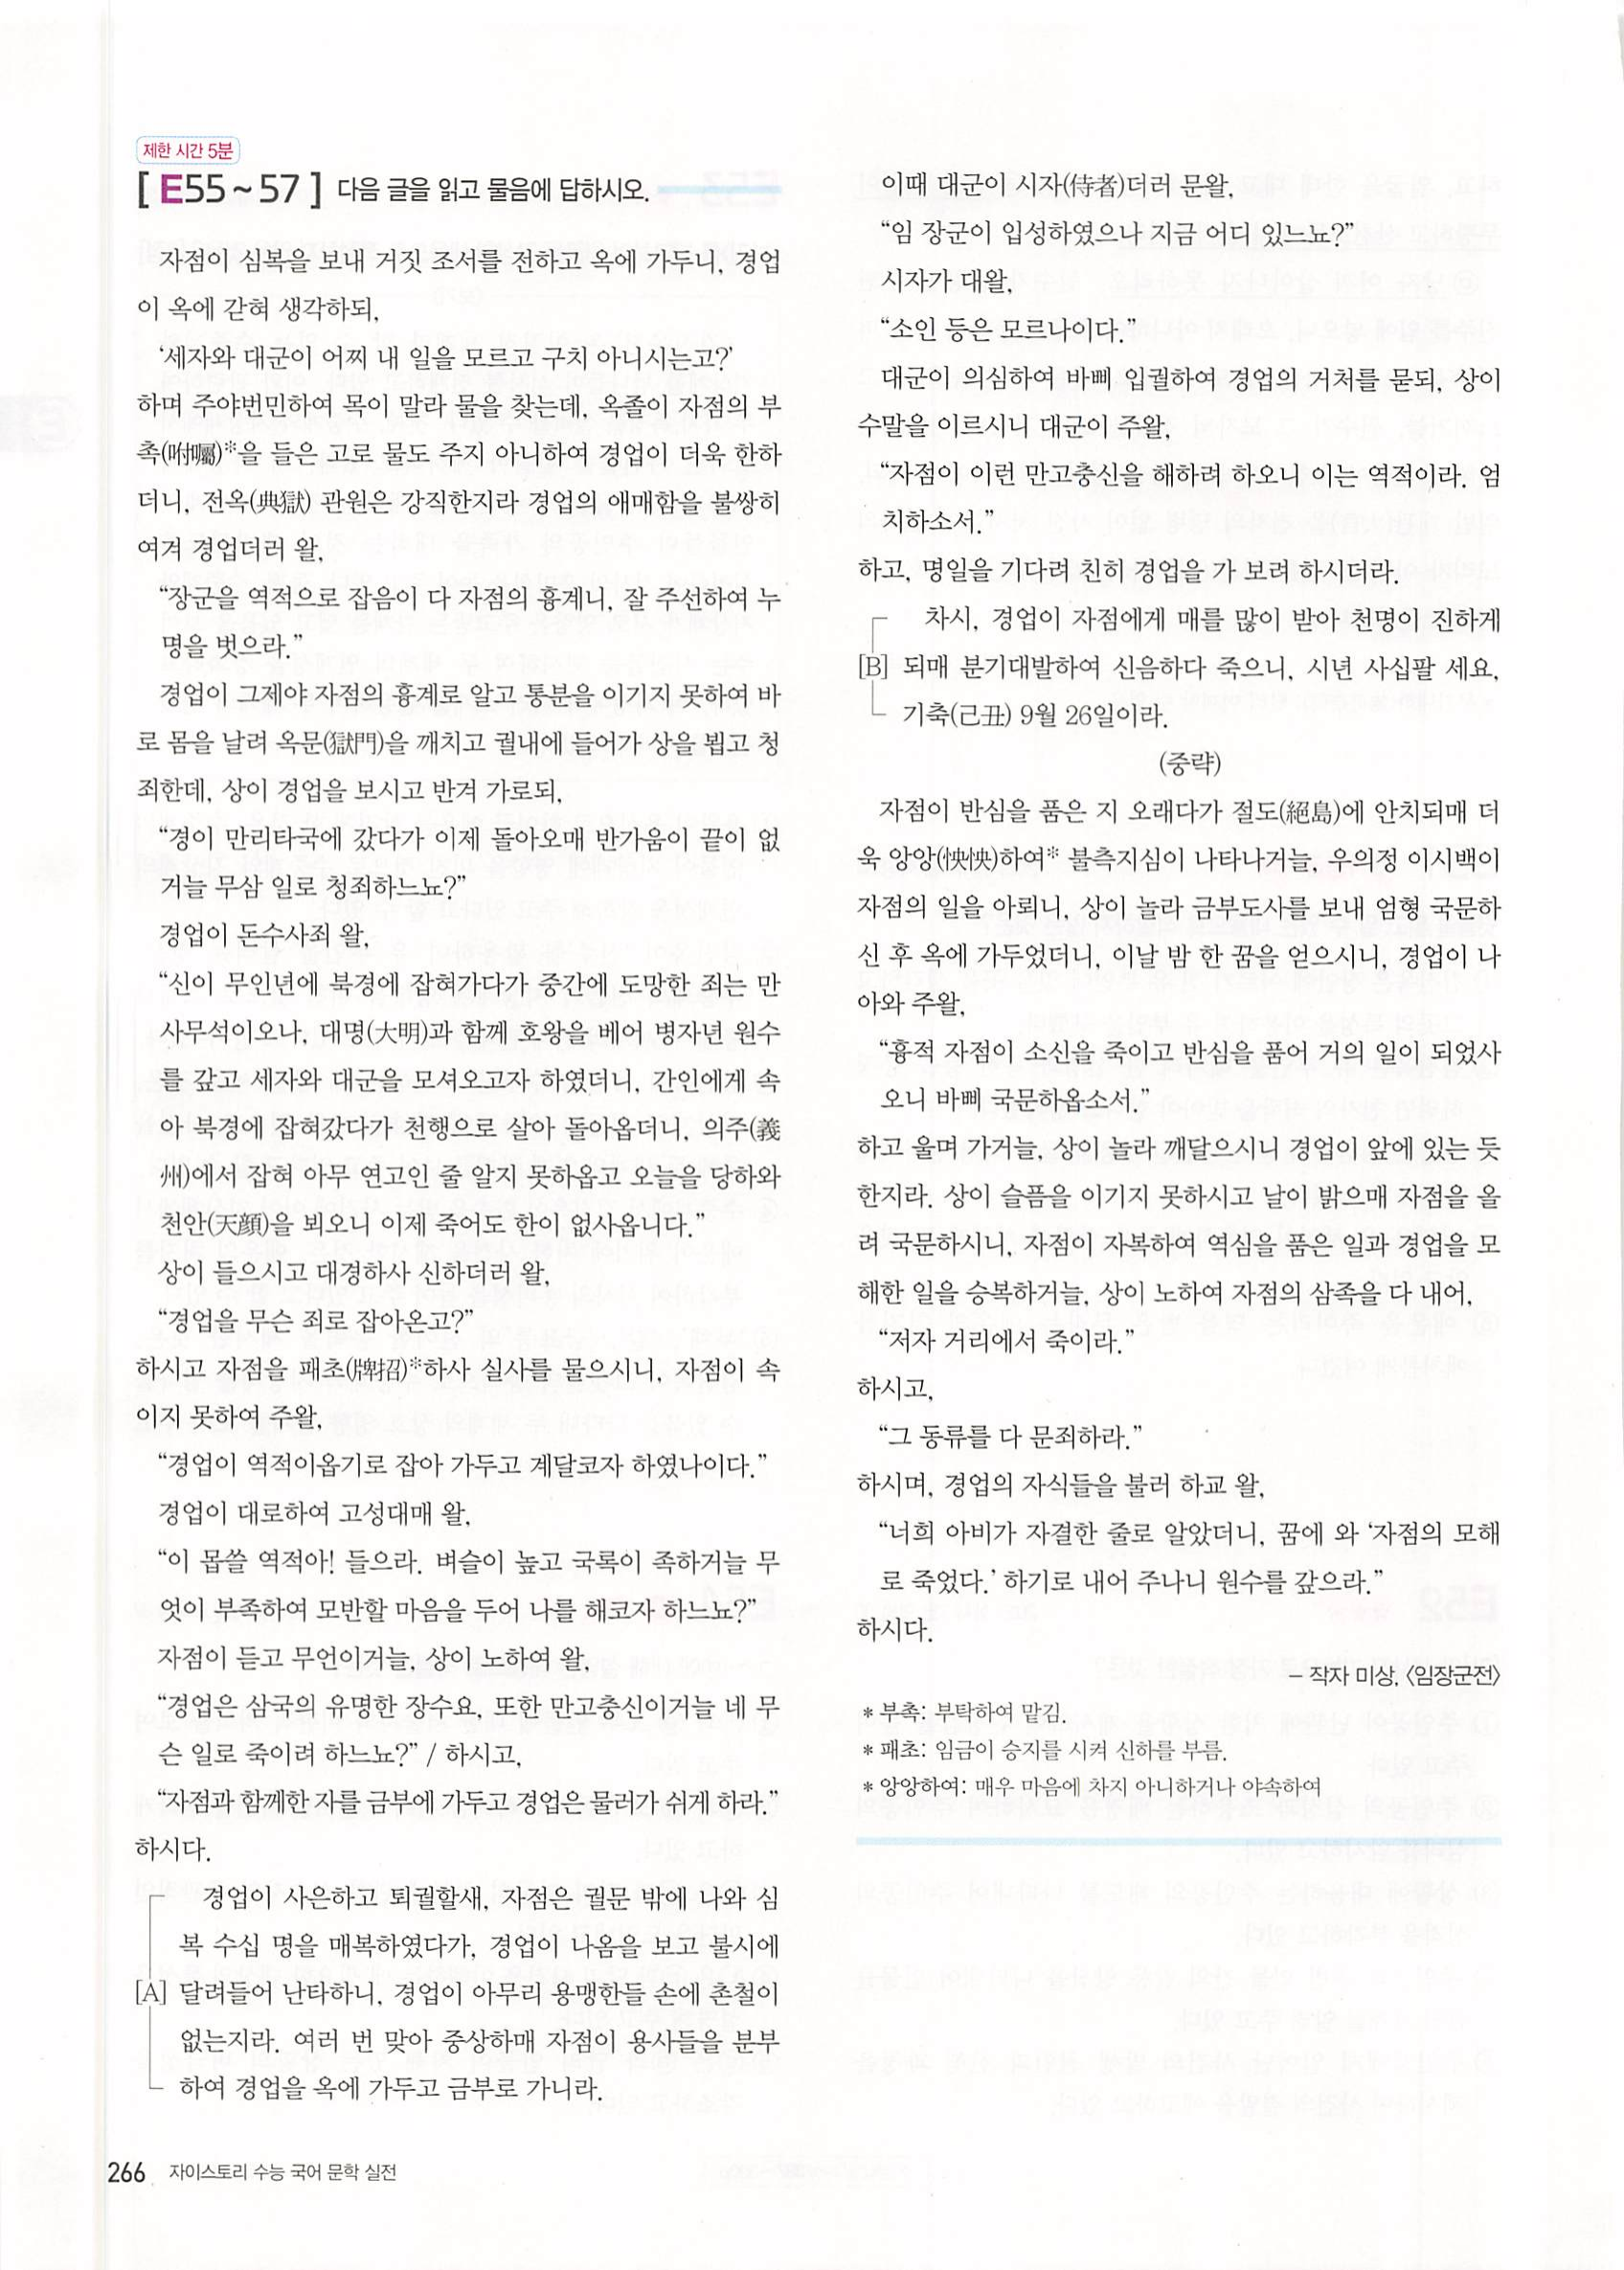 제한 시간 5분
[ E55 ~ 57 ] 다음 글을 읽고 물음에 답하시오.
자점이 심복을 보내 거짓 조서를 전하고 옥에 가두니, 경업
이 옥에 갇혀 생각하되,
‘세자와 대군이 어찌 내 일을 모르고 구치 아니시는고?’
하며 주야번민하여 목이 말라 물을 찾는데, 옥졸이 자점의 부
촉(咐囑)*을 들은 고로 물도 주지 아니하여 경업이 더욱 한하
더니, 전옥(典獄) 관원은 강직한지라 경업의 애매함을 불쌍히
여겨 경업더러 왈,
“장군을 역적으로 잡음이 다 자점의 흉계니, 잘 주선하여 누
명을 벗으라.”
경업이 그제야 자점의 흉계로 알고 통분을 이기지 못하여 바
로 몸을 날려 옥문(獄門)을 깨치고 궐내에 들어가 상을 뵙고 청
죄한데, 상이 경업을 보시고 반겨 가로되,
“경이 만리타국에 갔다가 이제 돌아오매 반가움이 끝이 없
거늘 무삼 일로 청죄하느뇨?”
경업이 돈수사죄 왈,
“신이 무인년에 북경에 잡혀가다가 중간에 도망한 죄는 만
사무석이오나, 대명(大明)과 함께 호왕을 베어 병자년 원수
를 갚고 세자와 대군을 모셔오고자 하였더니, 간인에게 속
아 북경에 잡혀갔다가 천행으로 살아 돌아옵더니, 의주(義
州)에서 잡혀 아무 연고인 줄 알지 못하옵고 오늘을 당하와
천안(天顔)을 뵈오니 이제 죽어도 한이 없사옵니다.”
상이 들으시고 대경하사 신하더러 왈,
“경업을 무슨 죄로 잡아온고?”
하시고 자점을 패초(牌招)*하사 실사를 물으시니, 자점이 속
이지 못하여 주왈,
“경업이 역적이옵기로 잡아 가두고 계달코자 하였나이다.”
경업이 대로하여 고성대매 왈,
“이 몹쓸 역적아! 들으라. 벼슬이 높고 국록이 족하거늘 무
엇이 부족하여 모반할 마음을 두어 나를 해코자 하느뇨?”
자점이 듣고 무언이거늘, 상이 노하여 왈,
“경업은 삼국의 유명한 장수요, 또한 만고충신이거늘 네 무
슨 일로 죽이려 하느뇨?” / 하시고,
“자점과 함께한 자를 금부에 가두고 경업은 물러가 쉬게 하라.”
하시다.
경업이 사은하고 퇴궐할새, 자점은 궐문 밖에 나와 심
복 수십 명을 매복하였다가, 경업이 나옴을 보고 불시에
[A] 달려들어 난타하니, 경업이 아무리 용맹한들 손에 촌철이
없는지라. 여러 번 맞아 중상하매 자점이 용사들을 분부
하여 경업을 옥에 가두고 금부로 가니라.
266 자이스토리 수능 국어 문학 실전
이때 대군이 시자(侍者)더러 문왈,
“임 장군이 입성하였으나 지금 어디 있느뇨?”
시자가 대왈,
“소인 등은 모르나이다.”
대군이 의심하여 바삐 입궐하여 경업의 거처를 묻되, 상이
수말을 이르시니 대군이 주왈,
“자점이 이런 만고충신을 해하려 하오니 이는 역적이라. 엄
치하소서.”
하고, 명일을 기다려 친히 경업을 가 보려 하시더라.
차시, 경업이 자점에게 매를 많이 받아 천명이 진하게
[B] 되매 분기대발하여 신음하다 죽으니, 시년 사십팔 세요,
기축(己丑) 9월 26일이라.
(중략)
자점이 반심을 품은 지 오래다가 절도(絕島)에 안치되매 더
욱 앙앙(怏怏)하여* 불측지심이 나타나거늘, 우의정 이시백이
자점의 일을 아뢰니, 상이 놀라 금부도사를 보내 엄형 국문하
신 후 옥에 가두었더니, 이날 밤 한 꿈을 얻으시니, 경업이 나
아와 주왈,
“흉적 자점이 소신을 죽이고 반심을 품어 거의 일이 되었사
오니 바삐 국문하옵소서.”
하고 울며 가거늘, 상이 놀라 깨달으시니 경업이 앞에 있는 듯
한지라. 상이 슬픔을 이기지 못하시고 날이 밝으매 자점을 올
려 국문하시니, 자점이 자복하여 역심을 품은 일과 경업을 모
해한 일을 승복하거늘, 상이 노하여 자점의 삼족을 다 내어,
“저자 거리에서 죽이라.”
하시고,
“그 동류를 다 문죄하라.”
하시며, 경업의 자식들을 불러 하교 왈,
“너희 아비가 자결한 줄로 알았더니, 꿈에 와 ‘자점의 모해
로 죽었다.’ 하기로 내어 주나니 원수를 갚으라.”
하시다.
– 작자 미상, 〈임장군전〉
* 부촉: 부탁하여 맡김.
* 패초: 임금이 승지를 시켜 신하를 부름.
* 앙앙하여: 매우 마음에 차지 아니하거나 야속하여